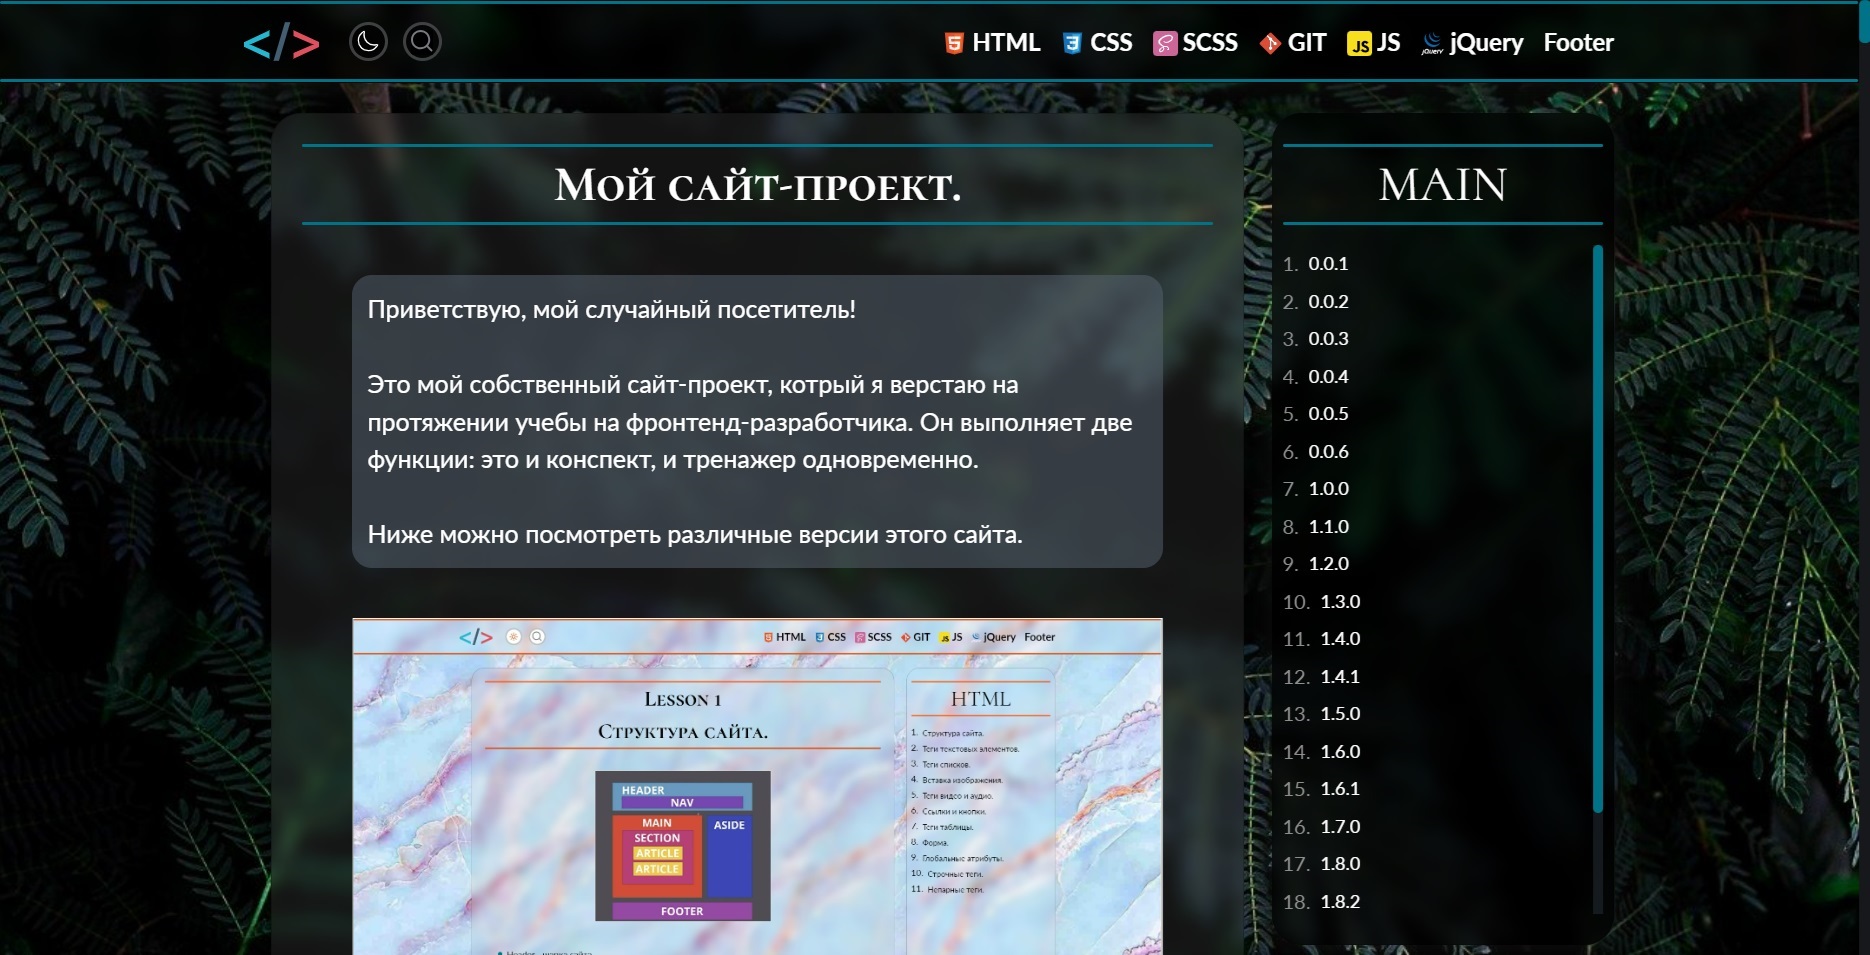 </>
HTML CSS SCSS GIT JS jQuery Footer
Мой сайт-проект.
Приветствую, мой случайный посетитель!
Это мой собственный сайт-проект, котрый я верстаю на
протяжении учебы на фронтенд-разработчика. Он выполняет две
функции: это и конспект, и тренажер одновременно.
Ниже можно посмотреть различные версии этого сайта.
</>
HTML CSS SCSS GIT JS jQuery Footer
Lesson 1
Структура сайта.
HEADER
NAV
MAIN
SECTION
ARTICLE
ARTICLE
ASIDE
FOOTER
HTML
1. Структура сайта.
2. Теги текстовых элементов.
3. Теги списков.
4. Вставка изображения.
5. Теги видео и аудио.
6. Ссылки и кнопки.
7. Теги таблицы.
8. Форма.
9. Глобальные атрибуты.
10. Строчные теги.
11. Непарные теги.
MAIN
1. 0.0.1
2. 0.0.2
3. 0.0.3
4. 0.0.4
5. 0.0.5
6. 0.0.6
7. 1.0.0
8. 1.1.0
9. 1.2.0
10. 1.3.0
11. 1.4.0
12. 1.4.1
13. 1.5.0
14. 1.6.0
15. 1.6.1
16. 1.7.0
17. 1.8.0
18. 1.8.2